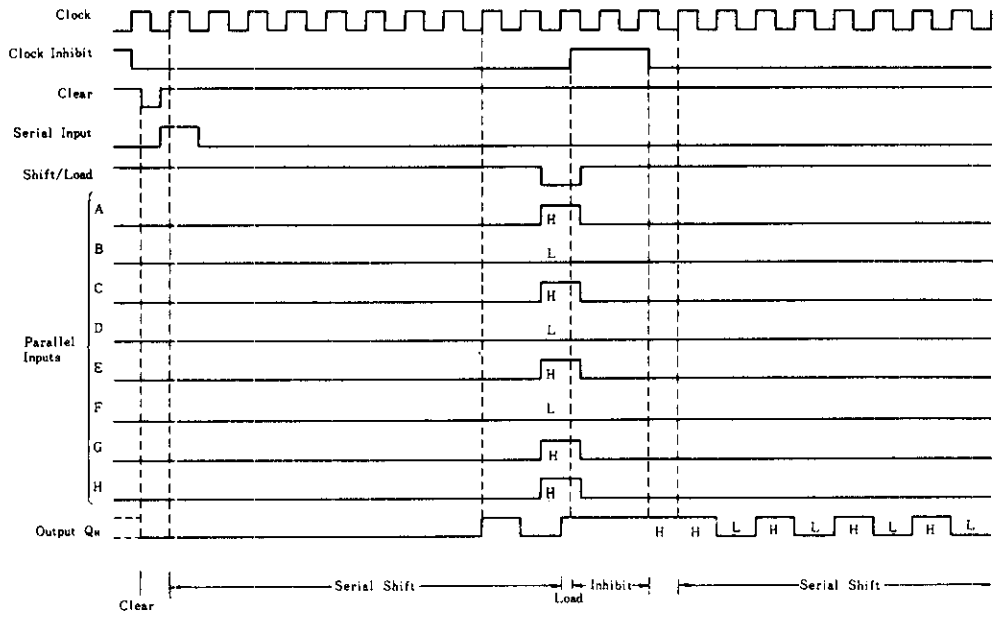 Clock
Clock Inhibit
Clear
Serial Input
Shift/Load
A
H
B
L
C
H
D
L
Parallel
Inputs
E
H
F
L
G
H
H
H
Output QH
H H L H L H L H L
Serial Shift Inhibit Serial Shift
Clear
Load